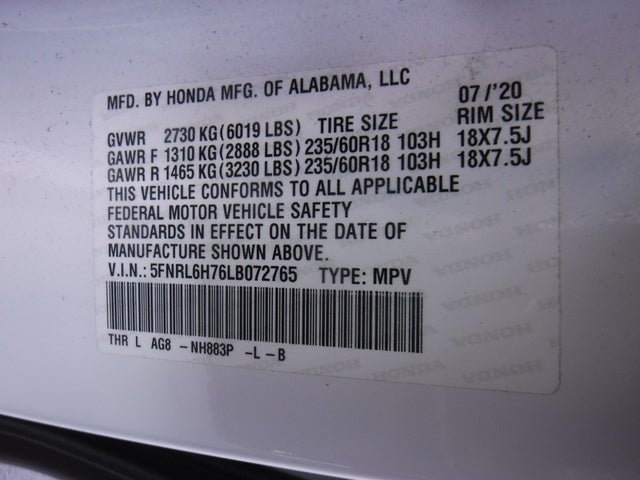 MFD. BY HONDA MFG. OF ALABAMA, LLC 07/'20
GVWR 2730 KG(6019 LBS) TIRE SIZE RIM SIZE
GAWR F 1310 KG(2888 LBS) 235/60R18 103H 18X7.5J
GAWR R 1465 KG(3230 LBS) 235/60R18 103H 18X7.5J
THIS VEHICLE CONFORMS TO ALL APPLICABLE
FEDERAL MOTOR VEHICLE SAFETY
STANDARDS IN EFFECT ON THE DATE OF
MANUFACTURE SHOWN ABOVE.
V.I.N.: 5FNRL6H76LB072765 TYPE: MPV
THR L AG8 -NH883P -L-B